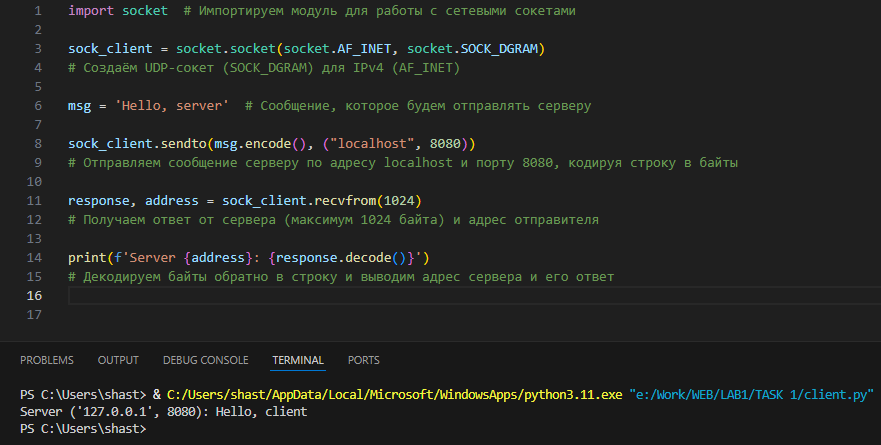 1 import socket  # Импортируем модуль для работы с сетевыми сокетами
2
3 sock_client = socket.socket(socket.AF_INET, socket.SOCK_DGRAM)
4 # Создаём UDP-сокет (SOCK_DGRAM) для IPv4 (AF_INET)
5
6 msg = 'Hello, server'  # Сообщение, которое будем отправлять серверу
7
8 sock_client.sendto(msg.encode(), ("localhost", 8080))
9 # Отправляем сообщение серверу по адресу localhost и порту 8080, кодируя строку в байты
10
11 response, address = sock_client.recvfrom(1024)
12 # Получаем ответ от сервера (максимум 1024 байта) и адрес отправителя
13
14 print(f'Server {address}: {response.decode()}')
15 # Декодируем байты обратно в строку и выводим адрес сервера и его ответ
16
17
PROBLEMS OUTPUT DEBUG CONSOLE TERMINAL PORTS
PS C:\Users\shast> & C:/Users/shast/AppData/Local/Microsoft/WindowsApps/python3.11.exe "e:/Work/WEB/LAB1/TASK 1/client.py"
Server ('127.0.0.1', 8080): Hello, client
PS C:\Users\shast>